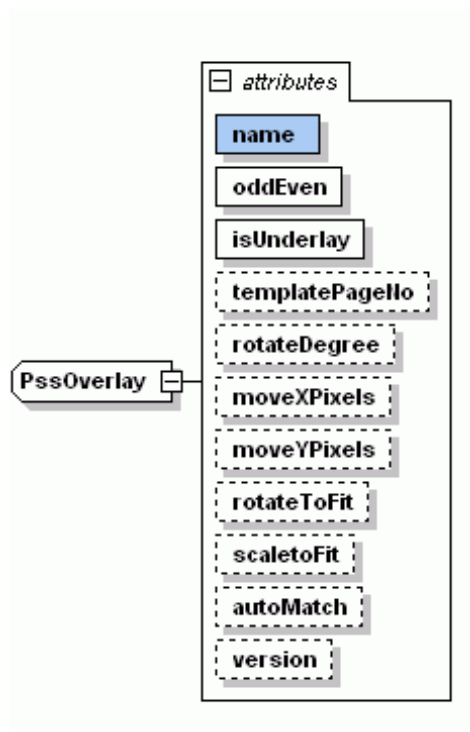 attributes
name
oddEven
isUnderlay
templatePageNo
rotateDegree
PssOverlay
moveXPixels
moveYPixels
rotateToFit
scaletoFit
autoMatch
version